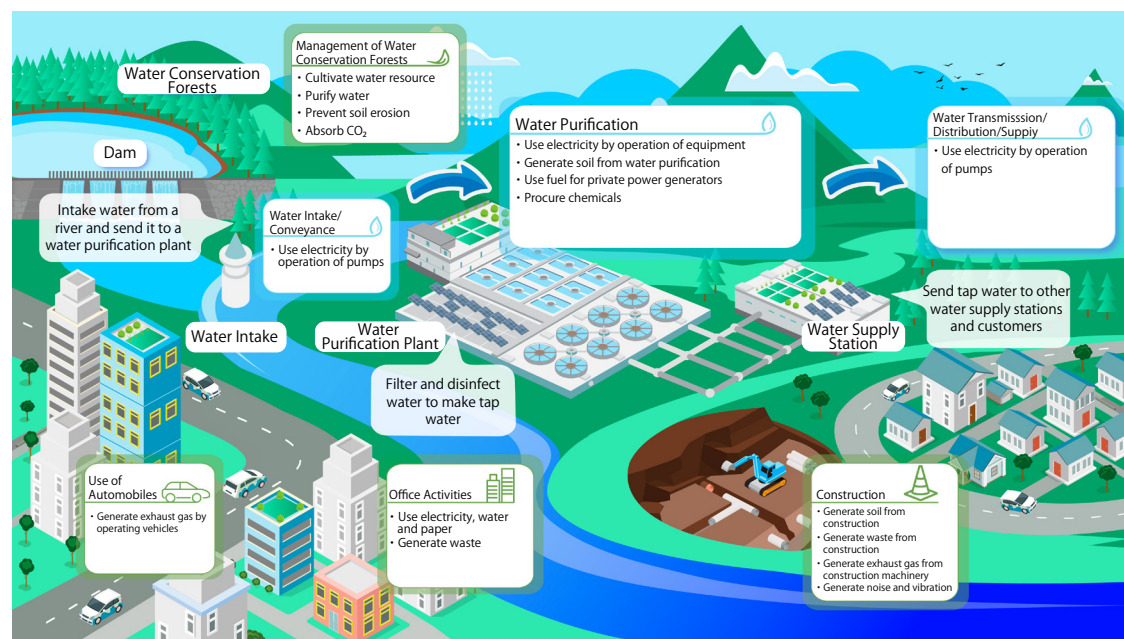 Management of Water
Conservation Forests
・Cultivate water resource
・Purify water
・Prevent soil erosion
・Absorb CO₂
Water Conservation
Forests
Dam
Intake water from a
river and send it to a
water purification plant
Water Intake/
Conveyance
・Use electricity by
operation of pumps
Water Purification
・Use electricity by operation of equipment
・Generate soil from water purification
・Use fuel for private power generators
・Procure chemicals
Water Transmisssion/
Distribution/Suppiy
・Use electricity by operation
of pumps
Water Intake
Water
Purification Plant
Filter and disinfect
water to make tap
water
Water Supply
Station
Send tap water to other
water supply stations
and customers
Use of
Automobiles
・Generate exhaust gas by
operating vehicles
Office Activities
・Use electricity, water
and paper
・Generate waste
Construction
・Generate soil from
construction
・Generate waste from
construction
・Generate exhaust gas from
construction machinery
・Generate noise and vibration